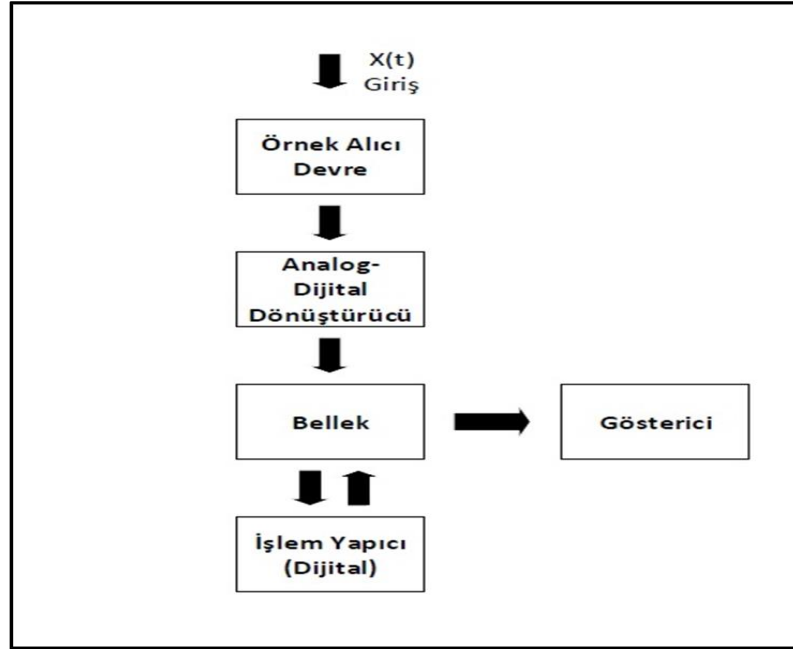 X(t)
Giriş
Örnek Alıcı
Devre
Analog-
Dijital
Dönüştürücü
Bellek
Gösterici
İşlem Yapıcı
(Dijital)